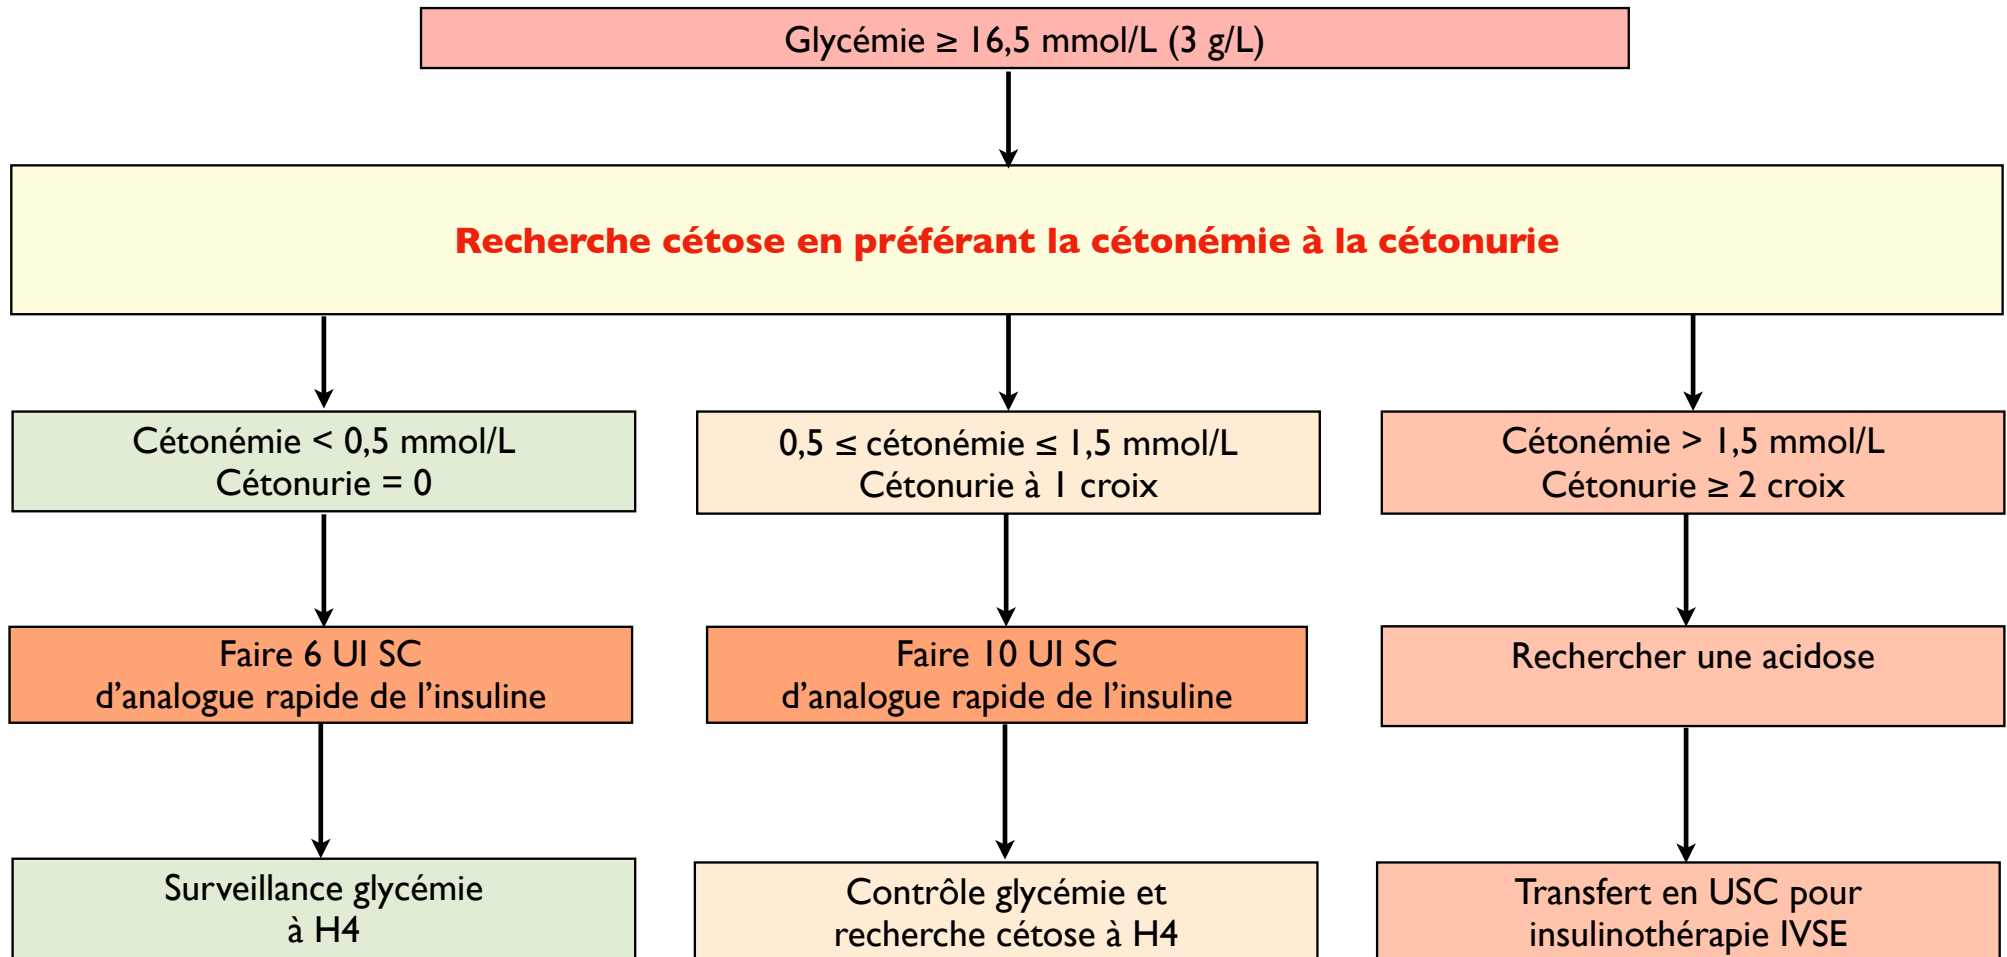 Glycémie ≥ 16,5 mmol/L (3 g/L)
Recherche cétose en préférant la cétonémie à la cétonurie
Cétonémie < 0,5 mmol/L
Cétonurie = 0
0,5 ≤ cétonémie ≤ 1,5 mmol/L
Cétonurie à 1 croix
Cétonémie > 1,5 mmol/L
Cétonurie ≥ 2 croix
Faire 6 UI SC
d’analogue rapide de l’insuline
Faire 10 UI SC
d’analogue rapide de l’insuline
Rechercher une acidose
Surveillance glycémie
à H4
Contrôle glycémie et
recherche cétose à H4
Transfert en USC pour
insulinothérapie IVSE